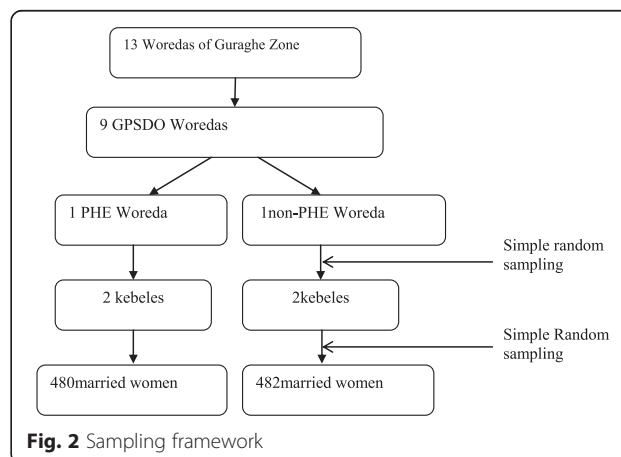 13 Woredas of Guraghe Zone
9 GPSDO Woredas
1 PHE Woreda
1non-PHE Woreda
Simple random
sampling
2 kebeles
2kebeles
Simple Random
sampling
480married women
482married women
Fig. 2 Sampling framework